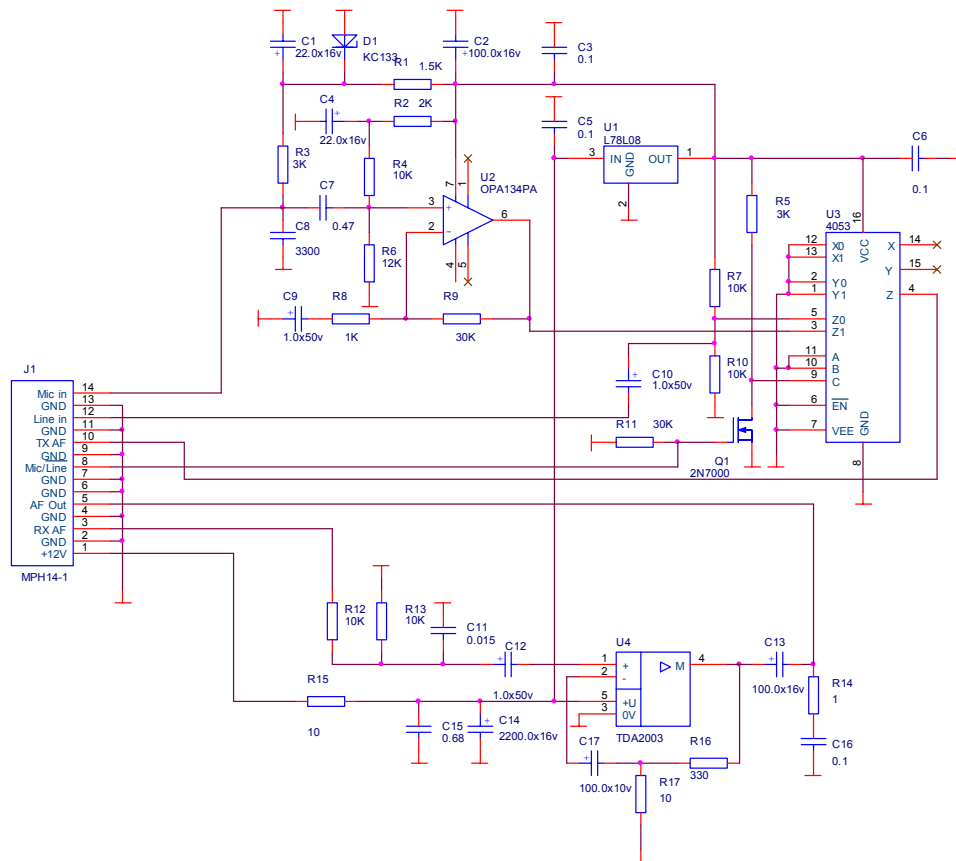 C1
22.0x16v
D1
KC133
C2
100.0x16v
C3
0.1
R1
1.5K
C4
22.0x16v
R2 2K
C5
0.1
U1
L78L08
3
IN
GND
OUT
1
2
C6
0.1
R3
3K
R4
10K
7
1
U2
OPA134PA
C7
0.47
3
+
2
-
6
4
5
C8
3300
R6
12K
R5
3K
U3
4053
16
VCC
12
X0
13
X1
2
Y0
1
Y1
5
Z0
3
Z1
11
A
10
B
9
C
6
EN
7
VEE
GND
8
X
14
Y
15
Z
4
R7
10K
C9
1.0x50v
R8
1K
R9
30K
C10
1.0x50v
R10
10K
R11 30K
Q1
2N7000
J1
Mic in 14
GND 13
Line in 12
GND 11
TX AF 10
GND 9
Mic/Line 8
GND 7
GND 6
AF Out 5
GND 4
RX AF 3
GND 2
+12V 1
MPH14-1
R12
10K
R13
10K
C11
0.015
C12
1.0x50v
U4
1
+
2
-
5
+U
3
0V
M
4
TDA2003
C13
100.0x16v
R14
1
C16
0.1
R15
10
C15
0.68
C14
2200.0x16v
C17
100.0x10v
R16
330
R17
10